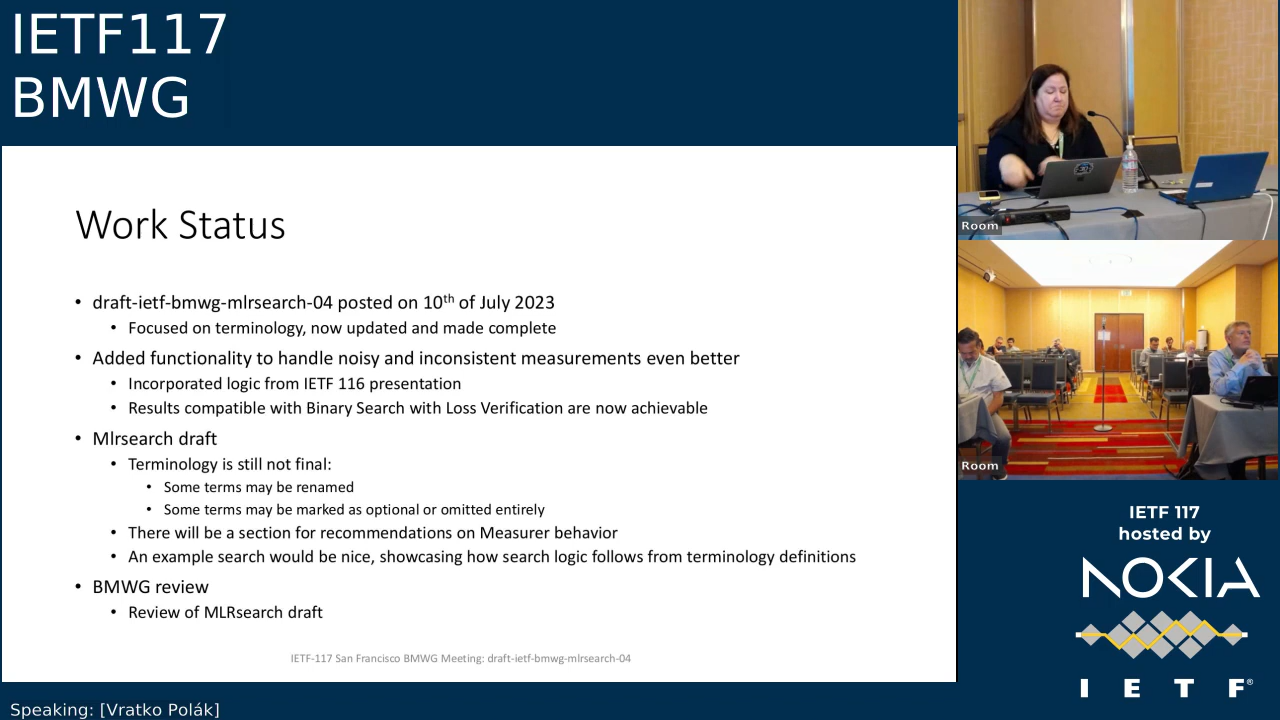 IETF117
BMWG
Work Status
• draft-ietf-bmwg-mlrsearch-04 posted on 10th of July 2023
• Focused on terminology, now updated and made complete
• Added functionality to handle noisy and inconsistent measurements even better
• Incorporated logic from IETF 116 presentation
• Results compatible with Binary Search with Loss Verification are now achievable
• Mlrsearch draft
• Terminology is still not final:
• Some terms may be renamed
• Some terms may be marked as optional or omitted entirely
• There will be a section for recommendations on Measurer behavior
• An example search would be nice, showcasing how search logic follows from terminology definitions
• BMWG review
• Review of MLRsearch draft
IETF-117 San Francisco BMWG Meeting: draft-ietf-bmwg-mlrsearch-04
Speaking: [Vratko Polák]
Room
Room
IETF 117
hosted by
NOKIA
I E T F®